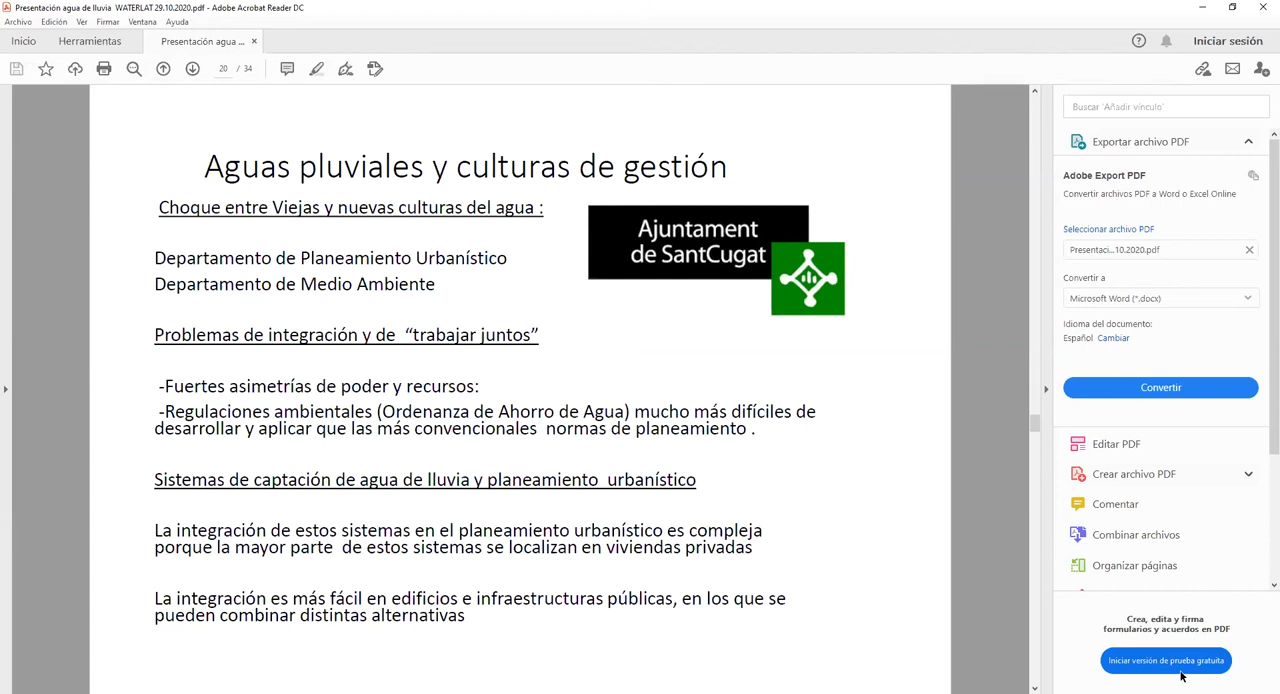 Presentación agua de lluvia WATERLAT 29.10.2020.pdf - Adobe Acrobat Reader DC
Archivo Edición Ver Firmar Ventana Ayuda
Inicio Herramientas Presentación agua ... × Iniciar sesión
20 / 34
Aguas pluviales y culturas de gestión
Choque entre Viejas y nuevas culturas del agua :
Ajuntament
de SantCugat
Departamento de Planeamiento Urbanístico
Departamento de Medio Ambiente
Problemas de integración y de “trabajar juntos”
-Fuertes asimetrías de poder y recursos:
-Regulaciones ambientales (Ordenanza de Ahorro de Agua) mucho más difíciles de
desarrollar y aplicar que las más convencionales normas de planeamiento .
Sistemas de captación de agua de lluvia y planeamiento urbanístico
La integración de estos sistemas en el planeamiento urbanístico es compleja
porque la mayor parte de estos sistemas se localizan en viviendas privadas
La integración es más fácil en edificios e infraestructuras públicas, en los que se
pueden combinar distintas alternativas
Buscar 'Añadir vínculo'
Exportar archivo PDF
Adobe Export PDF
Convertir archivos PDF a Word o Excel Online
Seleccionar archivo PDF
Presentaci...10.2020.pdf
Convertir a
Microsoft Word (*.docx)
Idioma del documento:
Español Cambiar
Convertir
Editar PDF
Crear archivo PDF
Comentar
Combinar archivos
Organizar páginas
Crea, edita y firma
formularios y acuerdos en PDF
Iniciar versión de prueba gratuita